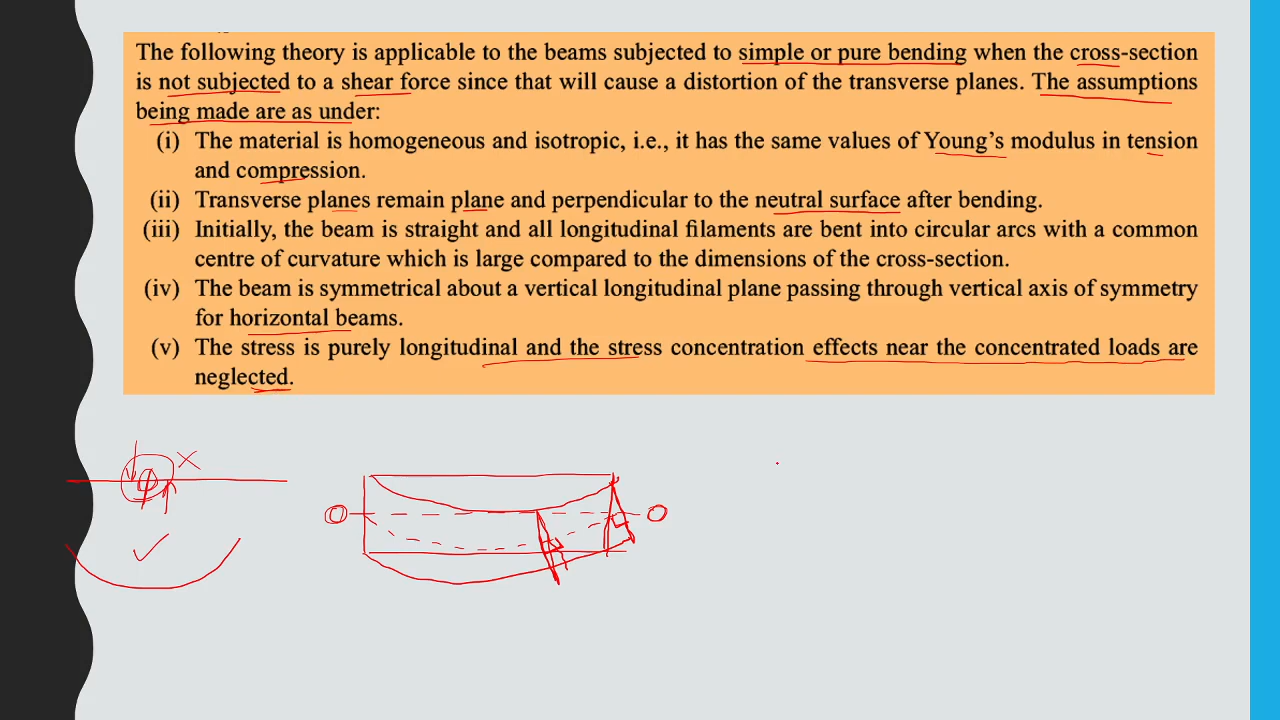 The following theory is applicable to the beams subjected to simple or pure bending when the cross-section
is not subjected to a shear force since that will cause a distortion of the transverse planes. The assumptions
being made are as under:
(i) The material is homogeneous and isotropic, i.e., it has the same values of Young's modulus in tension
and compression.
(ii) Transverse planes remain plane and perpendicular to the neutral surface after bending.
(iii) Initially, the beam is straight and all longitudinal filaments are bent into circular arcs with a common
centre of curvature which is large compared to the dimensions of the cross-section.
(iv) The beam is symmetrical about a vertical longitudinal plane passing through vertical axis of symmetry
for horizontal beams.
(v) The stress is purely longitudinal and the stress concentration effects near the concentrated loads are
neglected.
O O